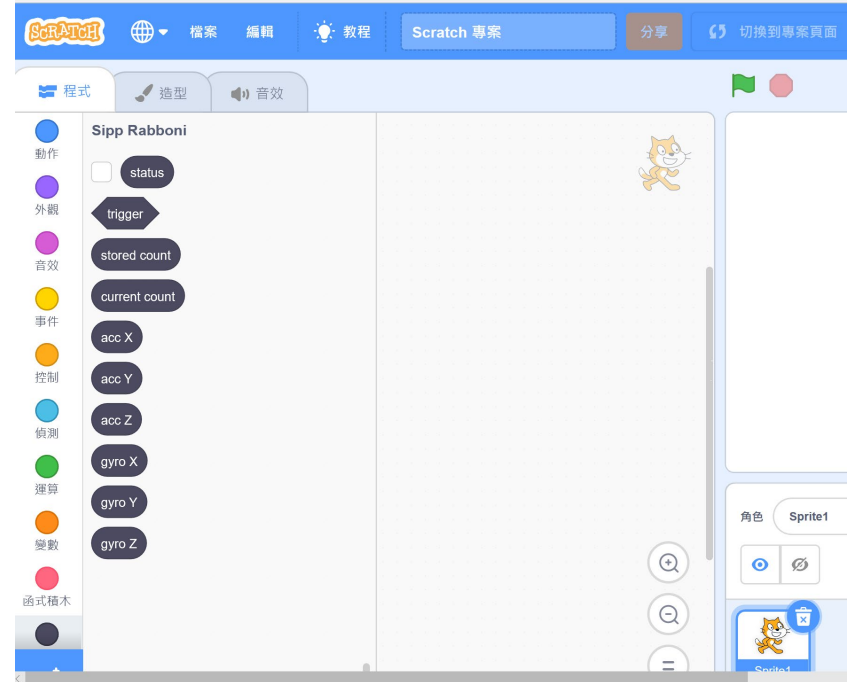 SCRATCH 檔案 編輯 教程 Scratch 專案 分享 切換到專案頁面
程式 造型 音效
Sipp Rabboni
動作
status
外觀
trigger
音效
stored count
事件
current count
控制
acc X
acc Y
偵測
acc Z
運算
gyro X
gyro Y
變數
gyro Z
函式積木
角色 Sprite1
Sprite1